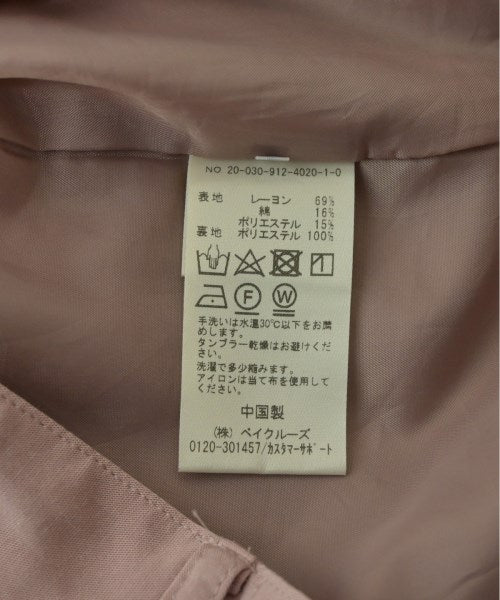 NO 20-030-912-4020-1-0
表地 レーヨン 69%
綿 16%
ポリエステル 15%
裏地 ポリエステル 100%
F W
手洗いは水温30℃以下をお薦
めします。
タンブラー乾燥はお避けくだ
さい。
洗濯で多少縮みます。
アイロンは当て布を使用して
ください。
中国製
(株) ベイクルーズ
0120-301457/カスタマーサポート